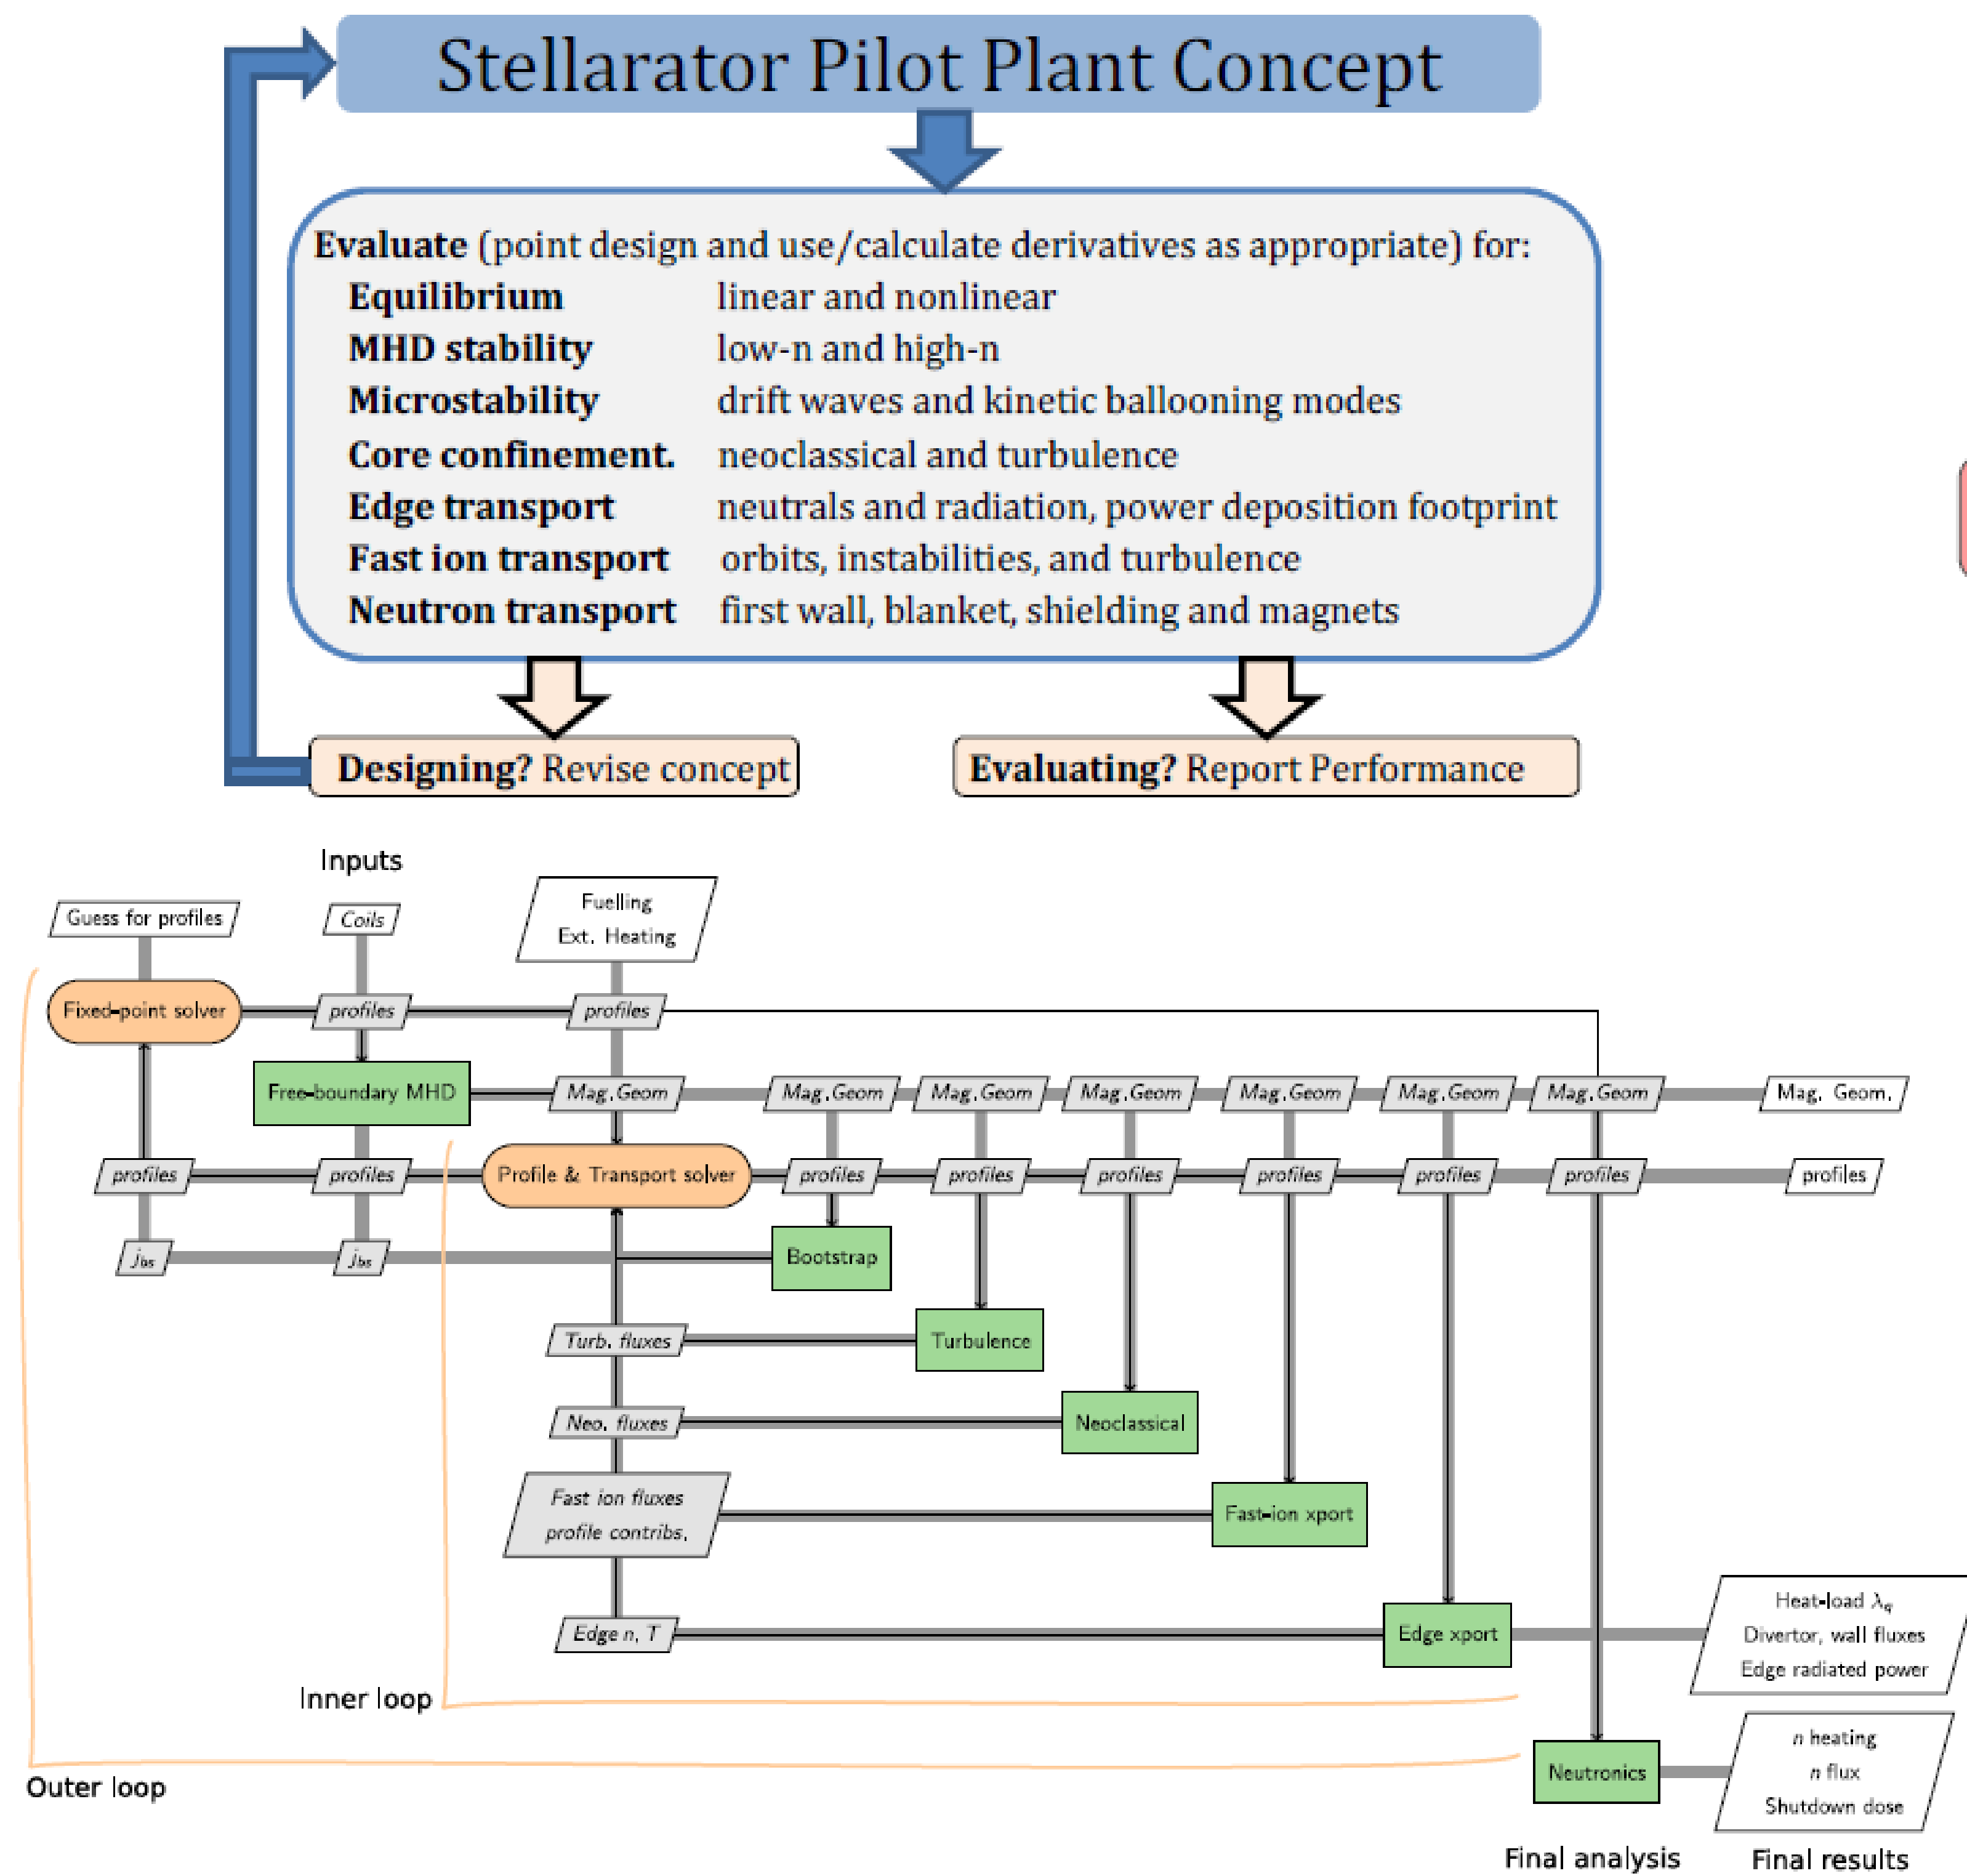 Stellarator Pilot Plant Concept
Evaluate (point design and use/calculate derivatives as appropriate) for:
Equilibrium linear and nonlinear
MHD stability low-n and high-n
Microstability drift waves and kinetic ballooning modes
Core confinement. neoclassical and turbulence
Edge transport neutrals and radiation, power deposition footprint
Fast ion transport orbits, instabilities, and turbulence
Neutron transport first wall, blanket, shielding and magnets
Designing? Revise concept
Evaluating? Report Performance
Inputs
Guess for profiles
Coils
Fuelling
Ext. Heating
Fixed-point solver
profiles
profiles
Free-boundary MHD
Mag.Geom
Mag.Geom
Mag.Geom
Mag.Geom
Mag.Geom
Mag.Geom
Mag.Geom
Mag. Geom.
profiles
profiles
Profile & Transport solver
profiles
profiles
profiles
profiles
profiles
profiles
profiles
jbs
jbs
Bootstrap
Turb. fluxes
Turbulence
Neo. fluxes
Neoclassical
Fast ion fluxes
profile contribs.
Fast-ion xport
Edge n, T
Edge xport
Heat-load λq
Divertor, wall fluxes
Edge radiated power
Inner loop
Neutronics
n heating
n flux
Shutdown dose
Outer loop
Final analysis
Final results